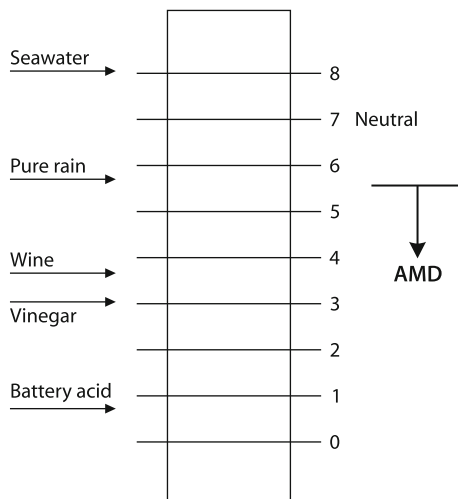 Seawater
8
7 Neutral
Pure rain
6
5
Wine
4
AMD
3
Vinegar
2
Battery acid
1
0